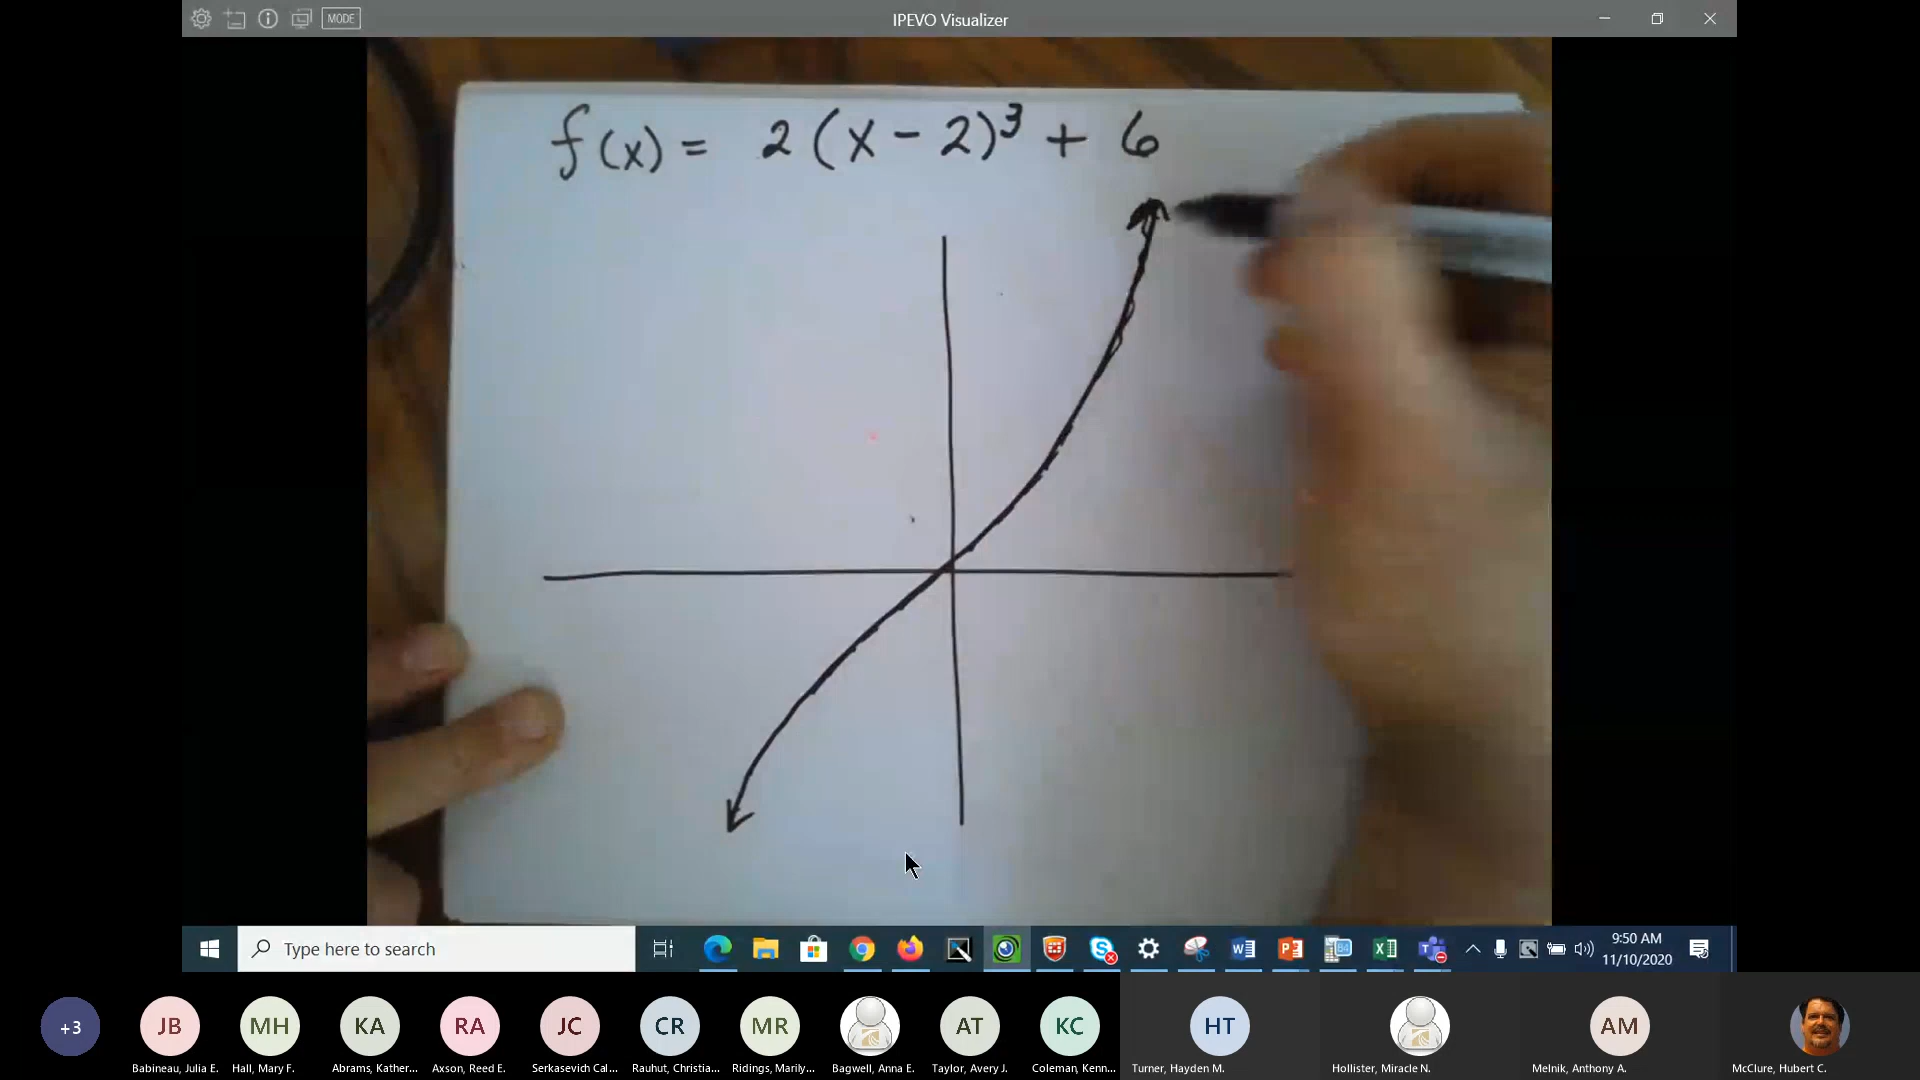 MODE
IPEVO Visualizer
f(x) = 2(x-2)³ + 6
Type here to search
9:50 AM
11/10/2020
+3
JB
MH
KA
RA
JC
CR
MR
AT
KC
HT
AM
Babineau, Julia E.
Hall, Mary F.
Abrams, Kather...
Axson, Reed E.
Serkasevich Cal...
Rauhut, Christia...
Ridings, Marily...
Bagwell, Anna E.
Taylor, Avery J.
Coleman, Kenn...
Turner, Hayden M.
Hollister, Miracle N.
Melnik, Anthony A.
McClure, Hubert C.